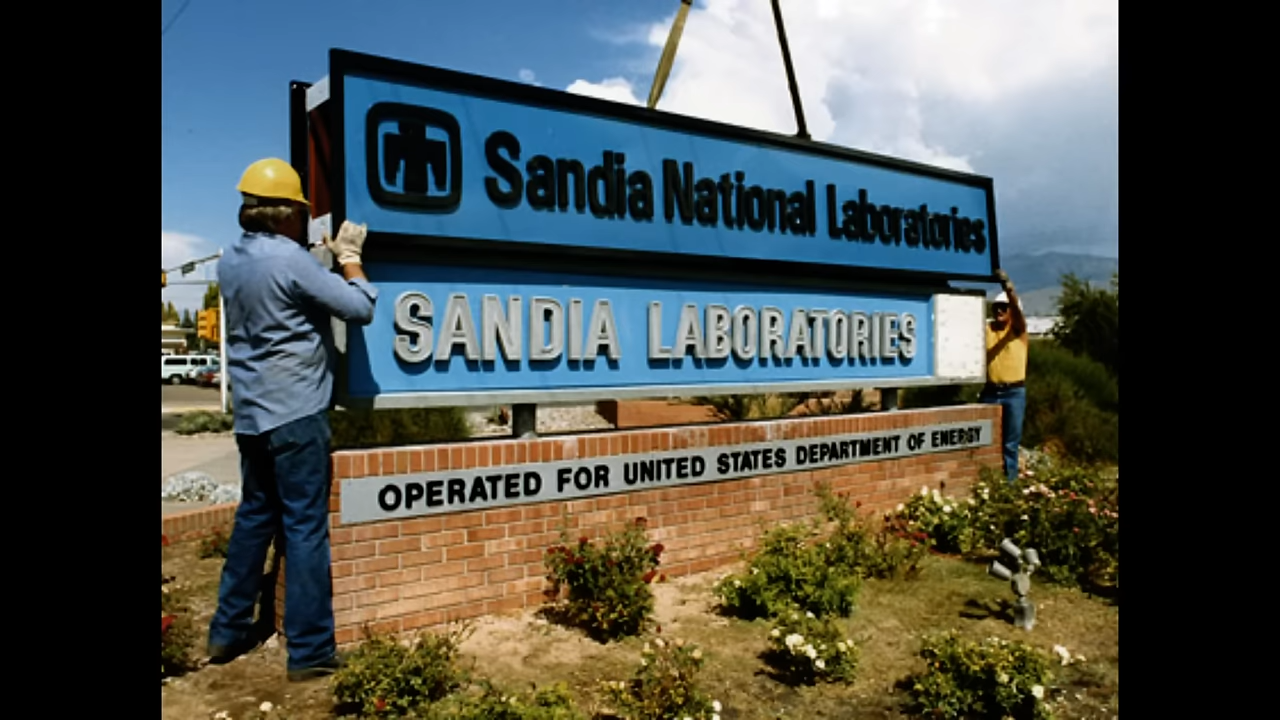 Sandia National Laboratories
SANDIA LABORATORIES
OPERATED FOR UNITED STATES DEPARTMENT OF ENERGY